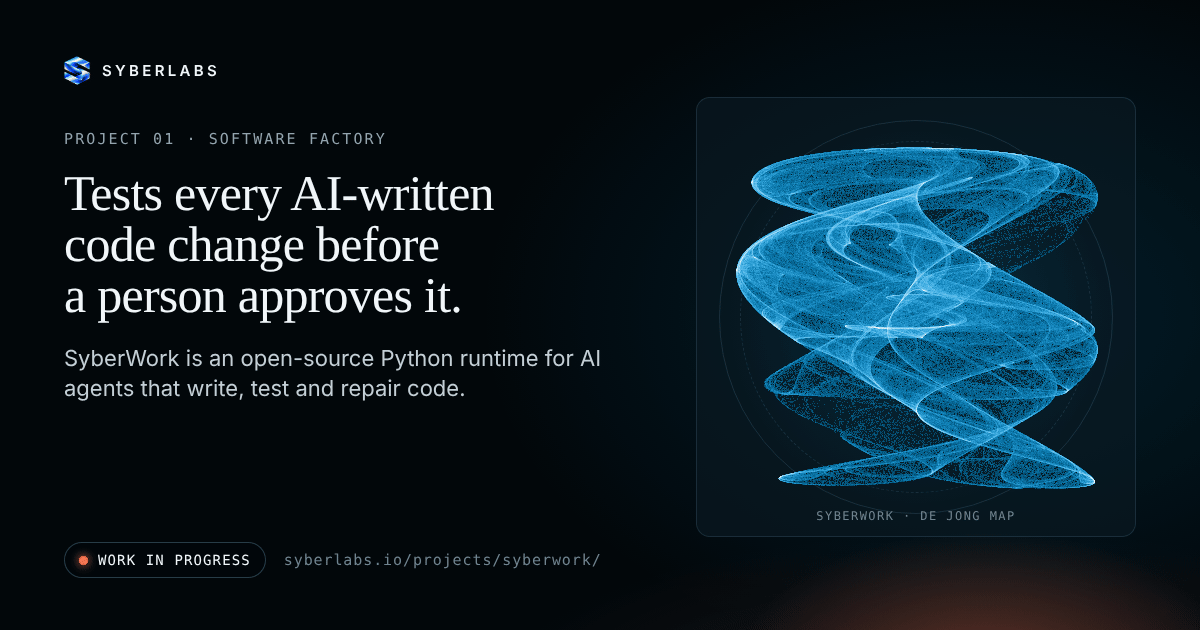 SYBERLABS
PROJECT 01 · SOFTWARE FACTORY
Tests every AI-written
code change before
a person approves it.
SyberWork is an open-source Python runtime for AI
agents that write, test and repair code.
SYBERWORK · DE JONG MAP
WORK IN PROGRESS
syberlabs.io/projects/syberwork/